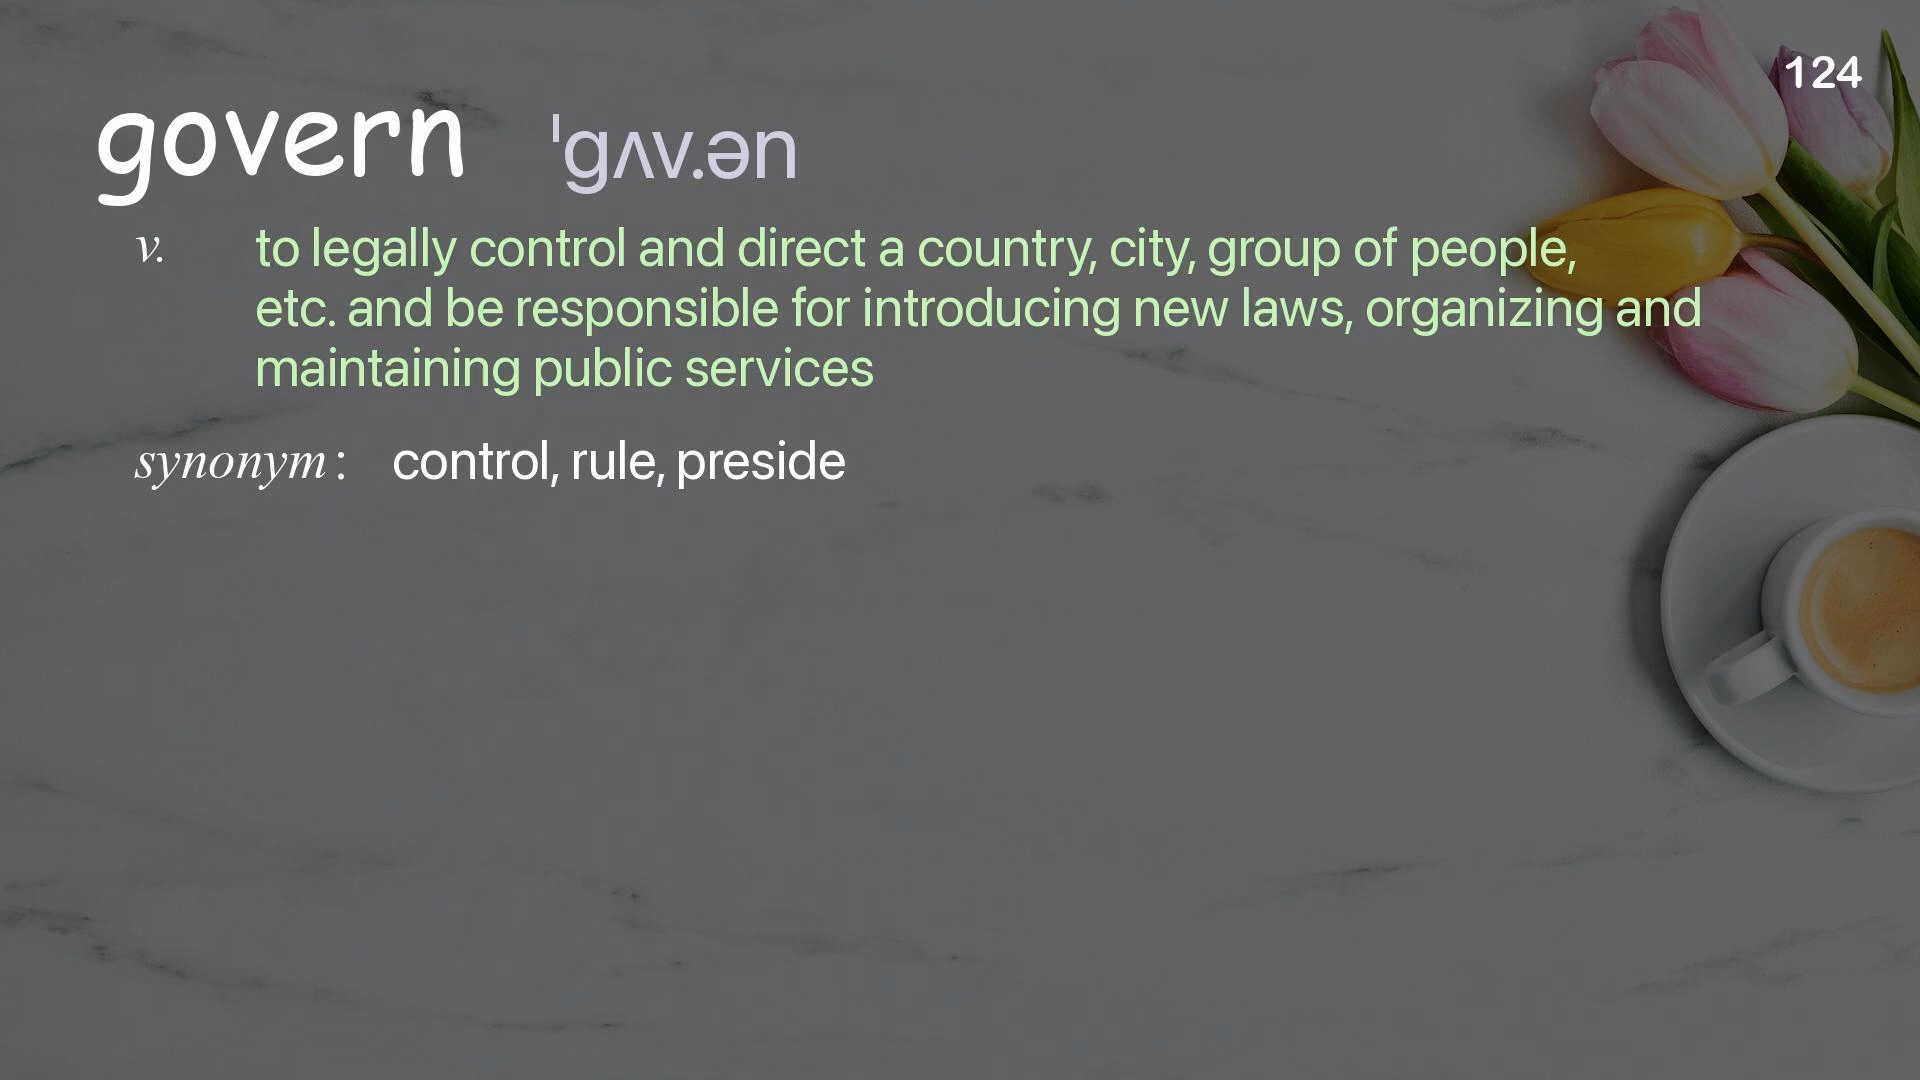 124
govern ˈgʌv.ən
v. to legally control and direct a country, city, group of people,
etc. and be responsible for introducing new laws, organizing and
maintaining public services
synonym: control, rule, preside